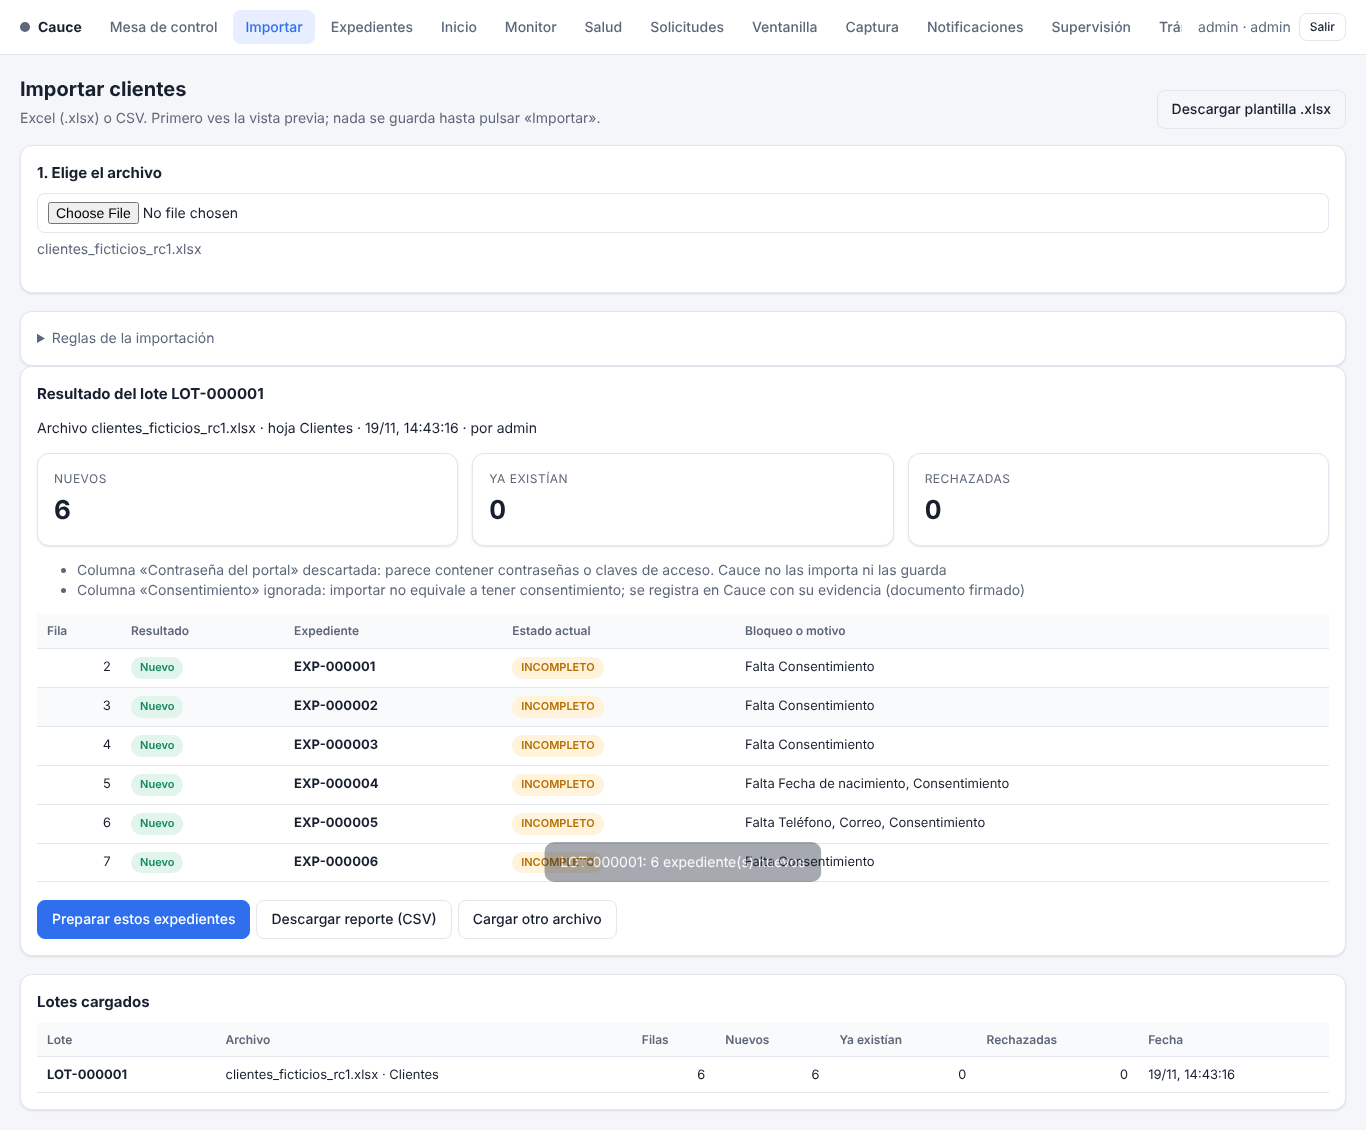 Cauce Mesa de control Importar Expedientes Inicio Monitor Salud Solicitudes Ventanilla Captura Notificaciones Supervisión Trá admin · admin Salir
Importar clientes
Excel (.xlsx) o CSV. Primero ves la vista previa; nada se guarda hasta pulsar «Importar».
Descargar plantilla .xlsx
1. Elige el archivo
Choose File No file chosen
clientes_ficticios_rc1.xlsx
Reglas de la importación
Resultado del lote LOT-000001
Archivo clientes_ficticios_rc1.xlsx · hoja Clientes · 19/11, 14:43:16 · por admin
NUEVOS YA EXISTÍAN RECHAZADAS
6 0 0
Columna «Contraseña del portal» descartada: parece contener contraseñas o claves de acceso. Cauce no las importa ni las guarda
Columna «Consentimiento» ignorada: importar no equivale a tener consentimiento; se registra en Cauce con su evidencia (documento firmado)
Fila Resultado Expediente Estado actual Bloqueo o motivo
2 Nuevo EXP-000001 INCOMPLETO Falta Consentimiento
3 Nuevo EXP-000002 INCOMPLETO Falta Consentimiento
4 Nuevo EXP-000003 INCOMPLETO Falta Consentimiento
5 Nuevo EXP-000004 INCOMPLETO Falta Fecha de nacimiento, Consentimiento
6 Nuevo EXP-000005 INCOMPLETO Falta Teléfono, Correo, Consentimiento
7 Nuevo EXP-000006 INCOMPLETO Falta Consentimiento
LOT-000001: 6 expediente(s) nuevos
Preparar estos expedientes Descargar reporte (CSV) Cargar otro archivo
Lotes cargados
Lote Archivo Filas Nuevos Ya existían Rechazadas Fecha
LOT-000001 clientes_ficticios_rc1.xlsx · Clientes 6 6 0 0 19/11, 14:43:16